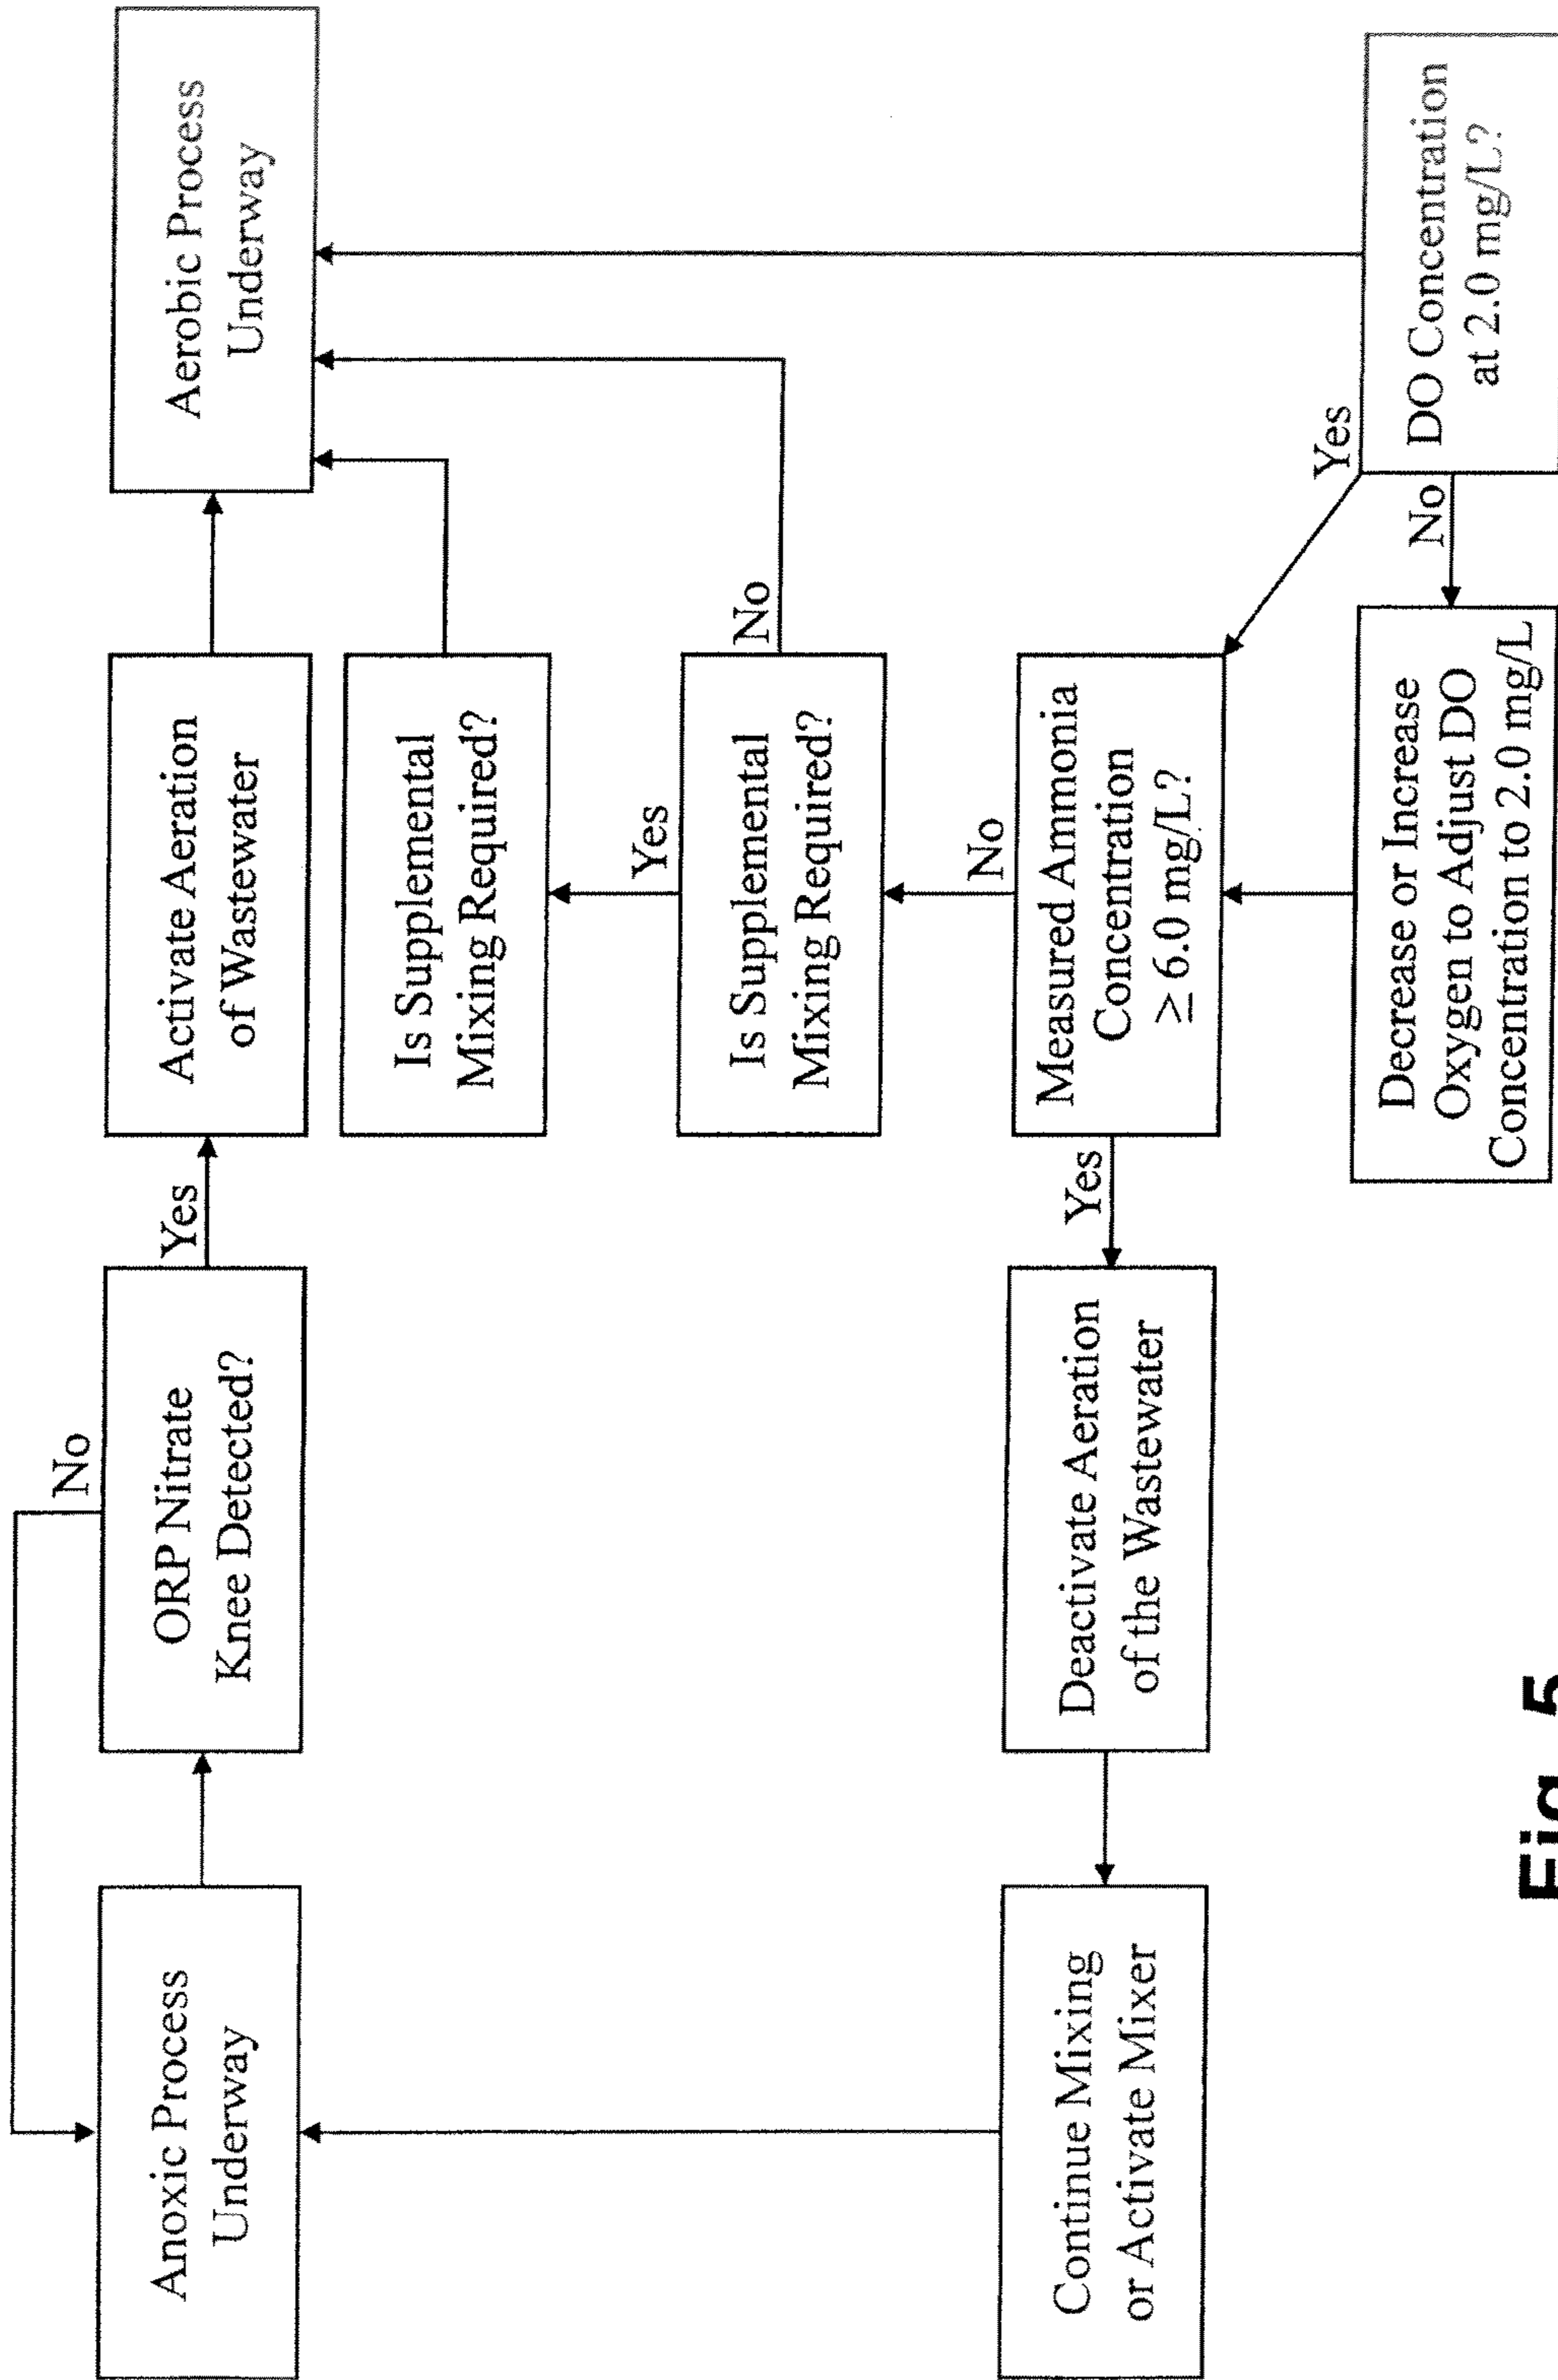 No
Anoxic Process
Underway
ORP Nitrate
Knee Detected?
Yes
Activate Aeration
of Wastewater
Aerobic Process
Underway
Is Supplemental
Mixing Required?
Yes
Is Supplemental
Mixing Required?
No
No
Continue Mixing
or Activate Mixer
Deactivate Aeration
of the Wastewater
Yes
Measured Ammonia
Concentration
≥ 6.0 mg/L?
Yes
Decrease or Increase
Oxygen to Adjust DO
Concentration to 2.0 mg/L
No
DO Concentration
at 2.0 mg/L?
Fig. 5